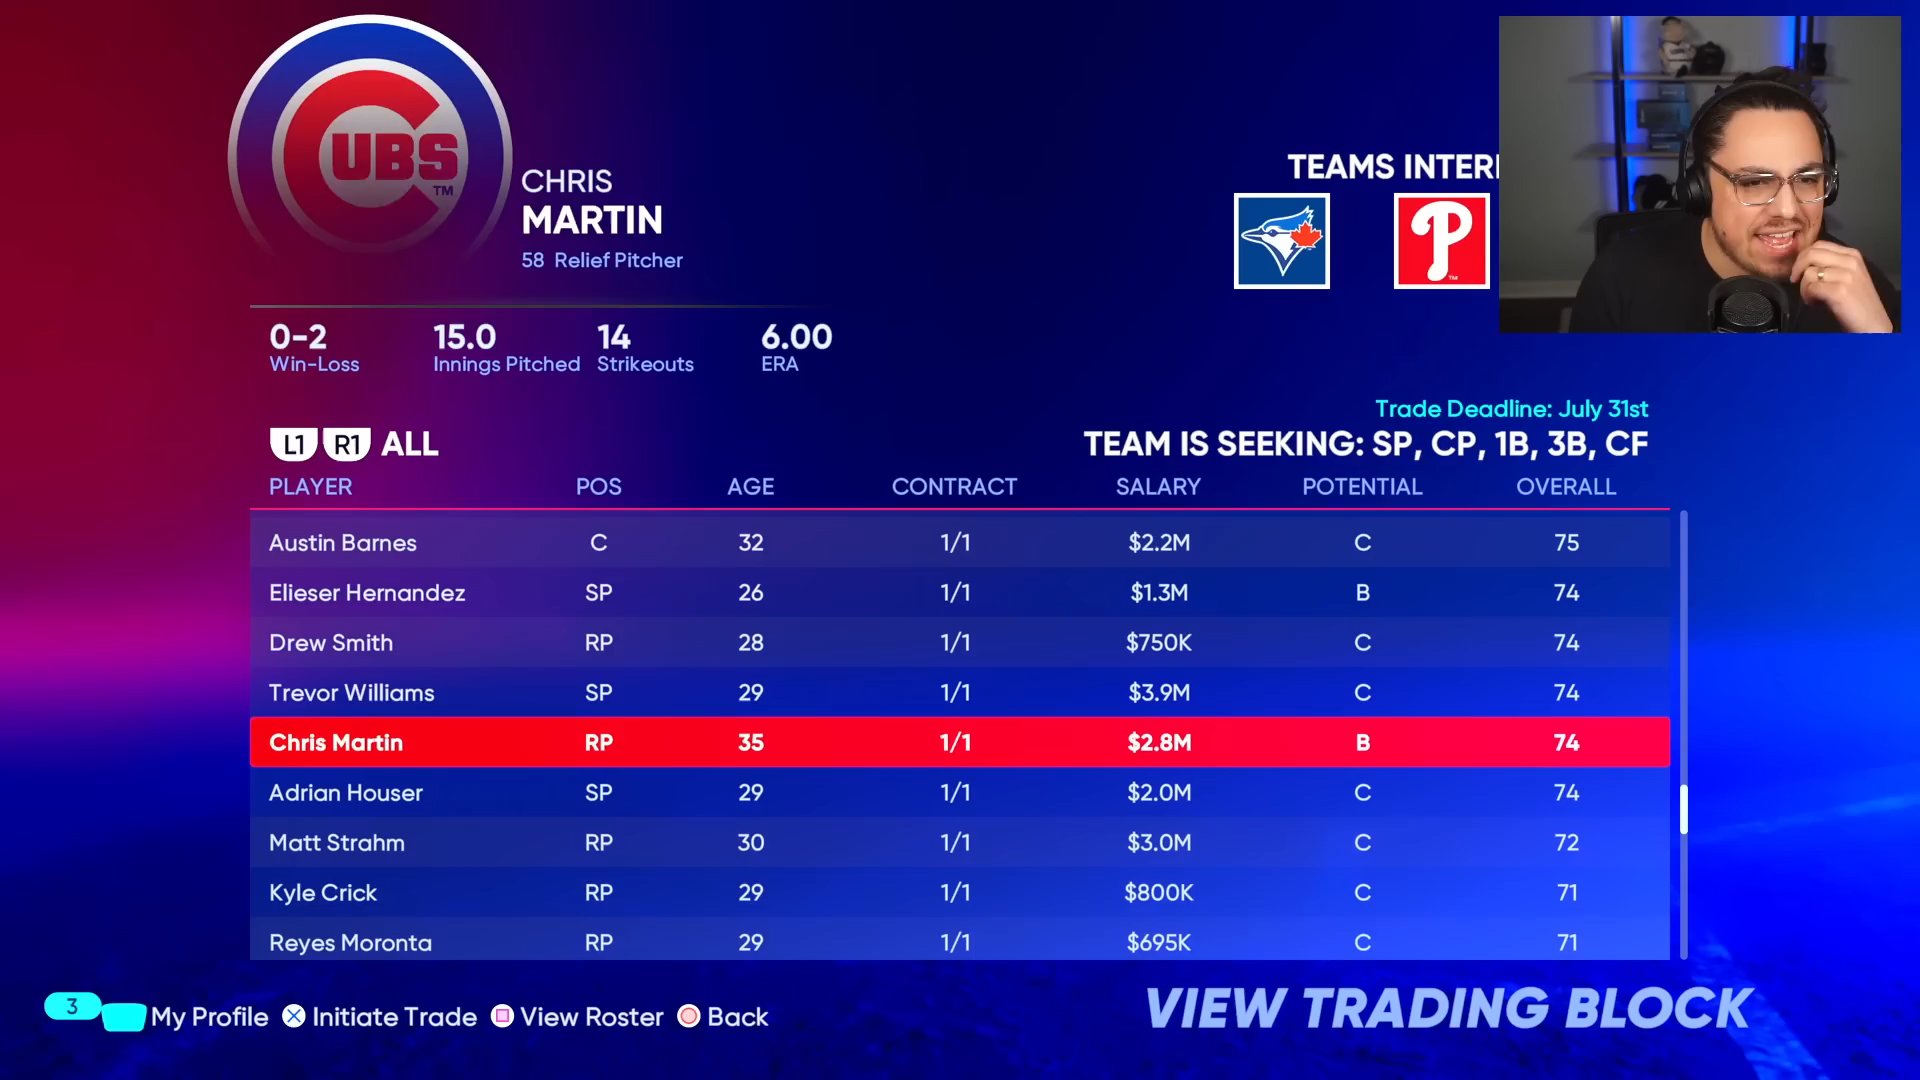 UBS
TM
CHRIS
MARTIN
58 Relief Pitcher
TEAMS INTER
P
TM
0-2 15.0 14 6.00
Win-Loss Innings Pitched Strikeouts ERA
Trade Deadline: July 31st
L1 R1 ALL TEAM IS SEEKING: SP, CP, 1B, 3B, CF
PLAYER POS AGE CONTRACT SALARY POTENTIAL OVERALL
Austin Barnes C 32 1/1 $2.2M C 75
Elieser Hernandez SP 26 1/1 $1.3M B 74
Drew Smith RP 28 1/1 $750K C 74
Trevor Williams SP 29 1/1 $3.9M C 74
Chris Martin RP 35 1/1 $2.8M B 74
Adrian Houser SP 29 1/1 $2.0M C 74
Matt Strahm RP 30 1/1 $3.0M C 72
Kyle Crick RP 29 1/1 $800K C 71
Reyes Moronta RP 29 1/1 $695K C 71
3 My Profile Initiate Trade View Roster Back
VIEW TRADING BLOCK